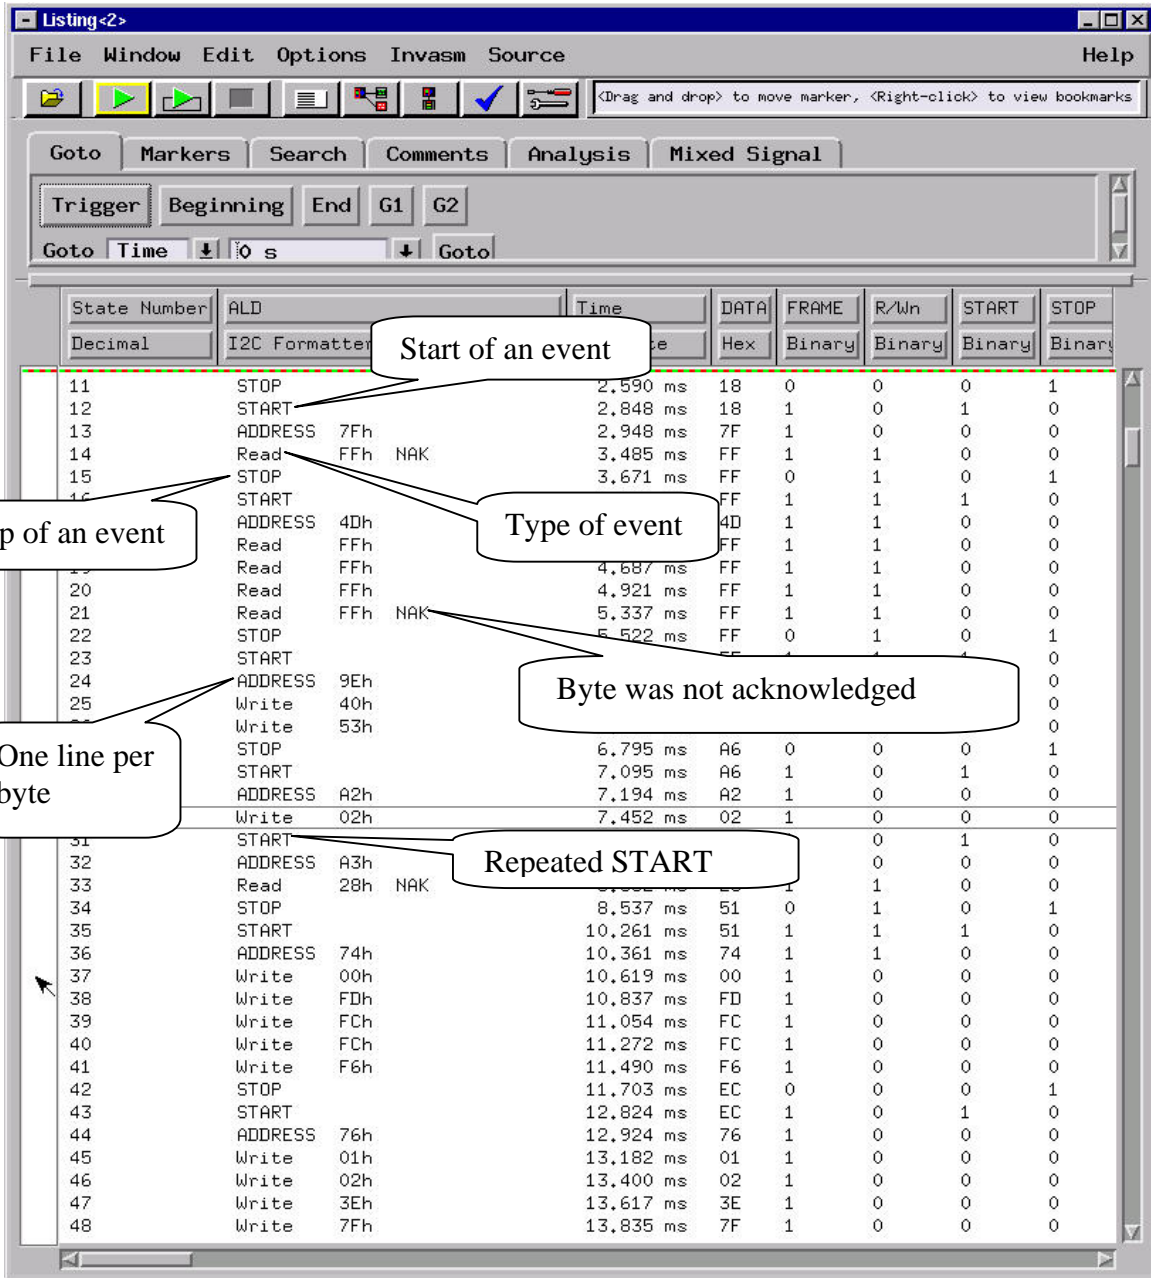 Listing<2>
File Window Edit Options Invasm Source Help
<Drag and drop> to move marker, <Right-click> to view bookmarks
Goto Markers Search Comments Analysis Mixed Signal
Trigger Beginning End G1 G2
Goto Time 0 s Goto
State Number ALD Time DATA FRAME R/Wn START STOP
Decimal I2C Formatter Hex Binary Binary Binary Binary
Start of an event
11 STOP 2.590 ms 18 0 0 0 1
12 START 2.848 ms 18 1 0 1 0
13 ADDRESS 7Fh 2.948 ms 7F 1 0 0 0
14 Read FFh NAK 3.485 ms FF 1 1 0 0
15 STOP 3.671 ms FF 0 1 0 1
16 START FF 1 1 1 0
p of an event
Type of event
ADDRESS 4Dh 4D 1 1 0 0
Read FFh FF 1 1 0 0
19 Read FFh 4.687 ms FF 1 1 0 0
20 Read FFh 4.921 ms FF 1 1 0 0
21 Read FFh NAK 5.337 ms FF 1 1 0 0
22 STOP 5.522 ms FF 0 1 0 1
23 START 0
Byte was not acknowledged
24 ADDRESS 9Eh 0
25 Write 40h 0
Write 53h 0
One line per
byte
STOP 6.795 ms A6 0 0 0 1
START 7.095 ms A6 1 0 1 0
ADDRESS A2h 7.194 ms A2 1 0 0 0
Write 02h 7.452 ms 02 1 0 0 0
31 START 0 1 0
Repeated START
32 ADDRESS A3h 0 0 0
33 Read 28h NAK 1 1 0 0
34 STOP 8.537 ms 51 0 1 0 1
35 START 10.261 ms 51 1 1 1 0
36 ADDRESS 74h 10.361 ms 74 1 1 0 0
37 Write 00h 10.619 ms 00 1 0 0 0
38 Write FDh 10.837 ms FD 1 0 0 0
39 Write FCh 11.054 ms FC 1 0 0 0
40 Write FCh 11.272 ms FC 1 0 0 0
41 Write F6h 11.490 ms F6 1 0 0 0
42 STOP 11.703 ms EC 0 0 0 1
43 START 12.824 ms EC 1 0 1 0
44 ADDRESS 76h 12.924 ms 76 1 0 0 0
45 Write 01h 13.182 ms 01 1 0 0 0
46 Write 02h 13.400 ms 02 1 0 0 0
47 Write 3Eh 13.617 ms 3E 1 0 0 0
48 Write 7Fh 13.835 ms 7F 1 0 0 0